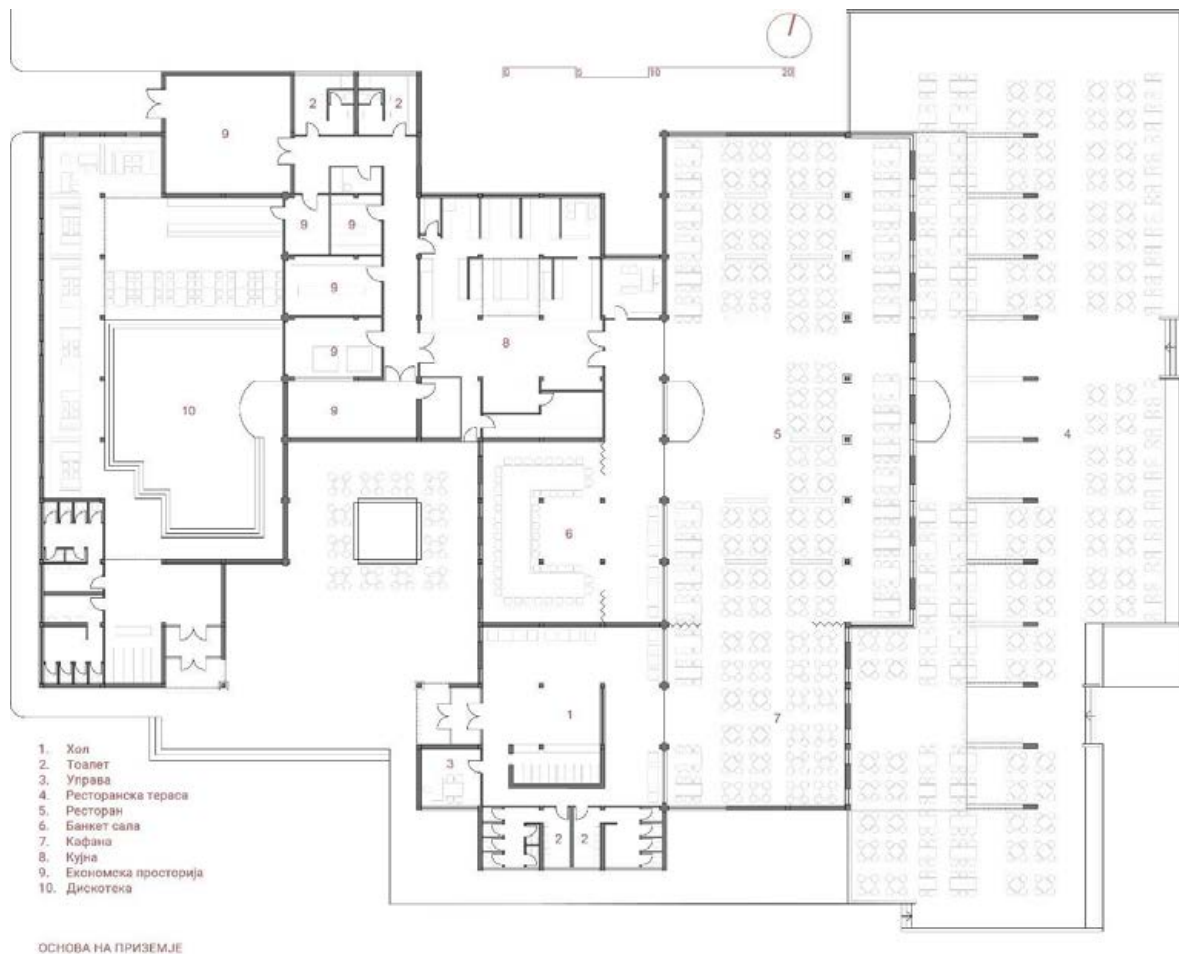 0 5 10 20
2 2
9
9 9
9
9
9
8
10
5
4
6
1
7
3
2 2
1. Хол
2. Тоалет
3. Управа
4. Ресторанска тераса
5. Ресторан
6. Банкет сала
7. Кафана
8. Кујна
9. Економска просторија
10. Дискотека
ОСНОВА НА ПРИЗЕМЈЕ